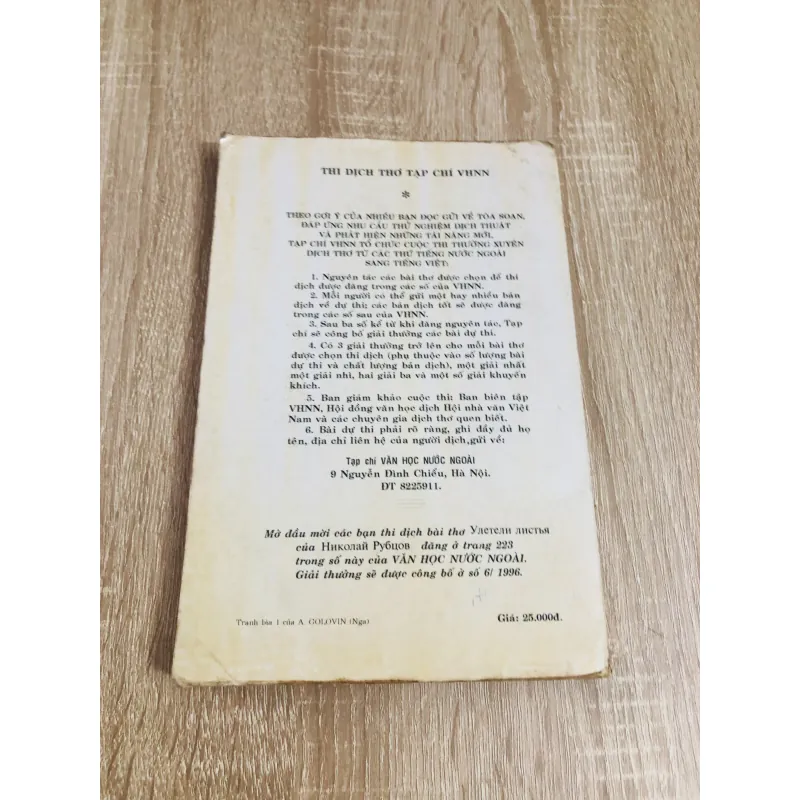 THI DỊCH THƠ TẠP CHÍ VHNN
*
THEO GỢI Ý CỦA NHIỀU BẠN ĐỌC GỬI VỀ TÒA SOẠN,
ĐÁP ỨNG NHU CẦU THỬ NGHIỆM DỊCH THUẬT
VÀ PHÁT HIỆN NHỮNG TÀI NĂNG MỚI,
TẠP CHÍ VHNN TỔ CHỨC CUỘC THI THƯỜNG XUYÊN
DỊCH THƠ TỪ CÁC THỨ TIẾNG NƯỚC NGOÀI
SANG TIẾNG VIỆT:
1. Nguyên tác các bài thơ được chọn để thi
dịch được đăng trong các số của VHNN.
2. Mỗi người có thể gửi một hay nhiều bản
dịch về dự thi; các bản dịch tốt sẽ được đăng
trong các số sau của VHNN.
3. Sau ba số kể từ khi đăng nguyên tác, Tạp
chí sẽ công bố giải thưởng các bài dự thi.
4. Có 3 giải thưởng trở lên cho mỗi bài thơ
được chọn thi dịch (phụ thuộc vào số lượng bài
dự thi và chất lượng bản dịch), một giải nhất
một giải nhì, hai giải ba và một số giải khuyến
khích.
5. Ban giám khảo cuộc thi: Ban biên tập
VHNN, Hội đồng văn học dịch Hội nhà văn Việt
Nam và các chuyên gia dịch thơ quen biết.
6. Bài dự thi phải rõ ràng, ghi đầy đủ họ
tên, địa chỉ liên hệ của người dịch, gửi về:
Tạp chí VĂN HỌC NƯỚC NGOÀI
9 Nguyễn Đình Chiểu, Hà Nội.
ĐT 8225911.
Mở đầu mời các bạn thi dịch bài thơ Улетели листья
của Николай Рубцов đăng ở trang 223
trong số này của VĂN HỌC NƯỚC NGOÀI.
Giải thưởng sẽ được công bố ở số 6/ 1996.
Tranh bìa 1 của A. GOLOVIN (Nga)
Giá: 25.000đ.